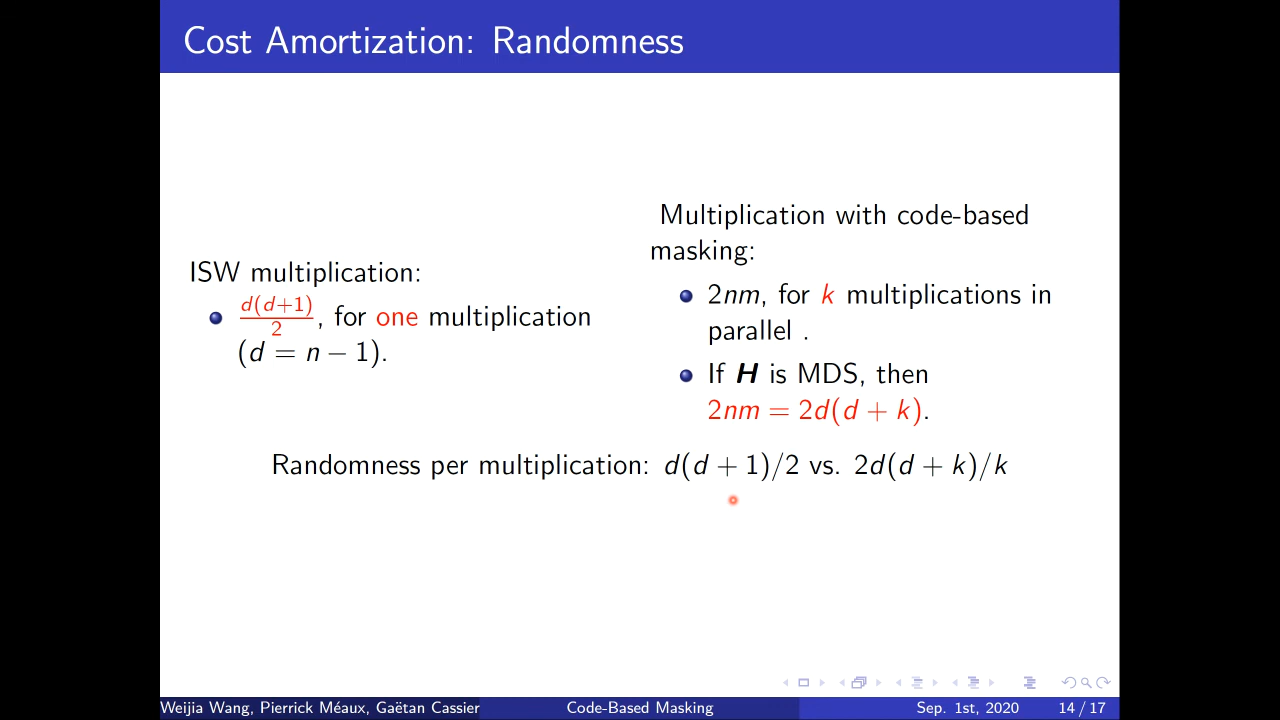 Cost Amortization: Randomness
ISW multiplication:
d(d+1)/2, for one multiplication
(d = n − 1).
Multiplication with code-based
masking:
2nm, for k multiplications in
parallel .
If H is MDS, then
2nm = 2d(d + k).
Randomness per multiplication: d(d + 1)/2 vs. 2d(d + k)/k
Weijia Wang, Pierrick Méaux, Gaëtan Cassier
Code-Based Masking
Sep. 1st, 2020
14 / 17